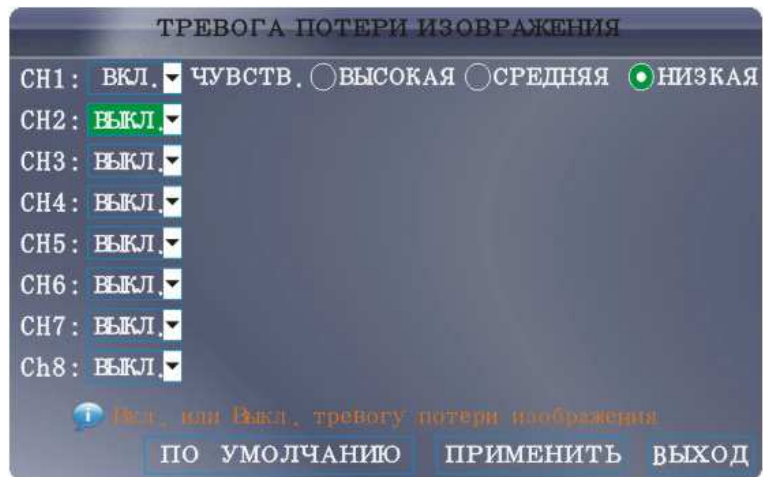 ТРЕВОГА ПОТЕРИ ИЗОВРАЖЕНИЯ
CH1: ВКЛ. ЧУВСТВ. ВЫСОКАЯ СРЕДНЯЯ НИЗКАЯ
CH2: ВЫКЛ.
CH3: ВЫКЛ.
CH4: ВЫКЛ.
CH5: ВЫКЛ.
CH6: ВЫКЛ.
CH7: ВЫКЛ.
Ch8: ВЫКЛ.
Вкл., или Выкл., тревогу потери изображения
ПО УМОЛЧАНИЮ ПРИМЕНИТЬ ВЫХОД